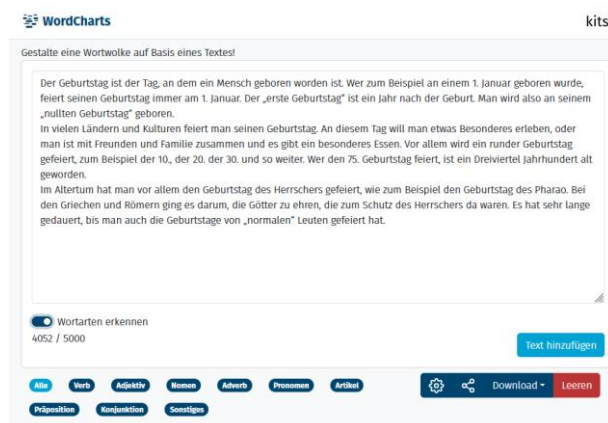 WordCharts
kits
Gestalte eine Wortwolke auf Basis eines Textes!
Der Geburtstag ist der Tag, an dem ein Mensch geboren worden ist. Wer zum Beispiel an einem 1. Januar geboren wurde,
feiert seinen Geburtstag immer am 1. Januar. Der „erste Geburtstag“ ist ein Jahr nach der Geburt. Man wird also an seinem
„nullten Geburtstag“ geboren.
In vielen Ländern und Kulturen feiert man seinen Geburtstag. An diesem Tag will man etwas Besonderes erleben, oder
man ist mit Freunden und Familie zusammen und es gibt ein besonderes Essen. Vor allem wird ein runder Geburtstag
gefeiert, zum Beispiel der 10., der 20. der 30. und so weiter. Wer den 75. Geburtstag feiert, ist ein Dreiviertel Jahrhundert alt
geworden.
Im Altertum hat man vor allem den Geburtstag des Herrschers gefeiert, wie zum Beispiel den Geburtstag des Pharao. Bei
den Griechen und Römern ging es darum, die Götter zu ehren, die zum Schutz des Herrschers da waren. Es hat sehr lange
gedauert, bis man auch die Geburtstage von „normalen“ Leuten gefeiert hat.
Wortarten erkennen
4052 / 5000
Text hinzufügen
Alle Verb Adjektiv Nomen Adverb Pronomen Artikel
Download Leeren
Präposition Konjunktion Sonstiges